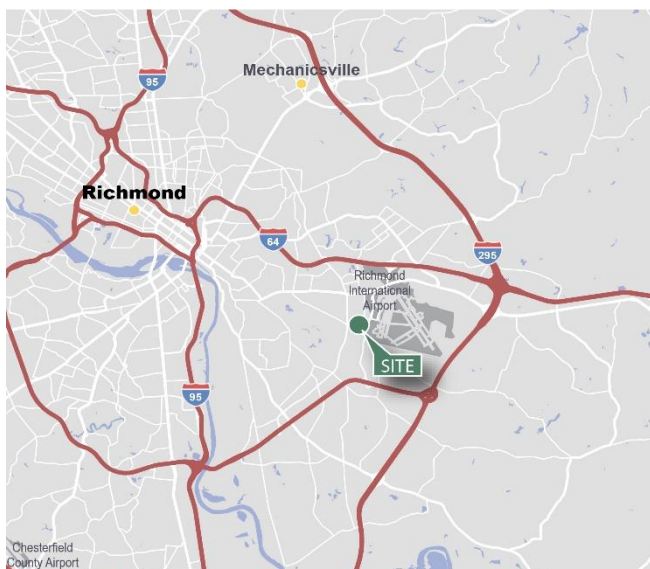 95
Mechanicsville
Richmond
64
295
Richmond
International
Airport
SITE
95
Chesterfield
County Airport